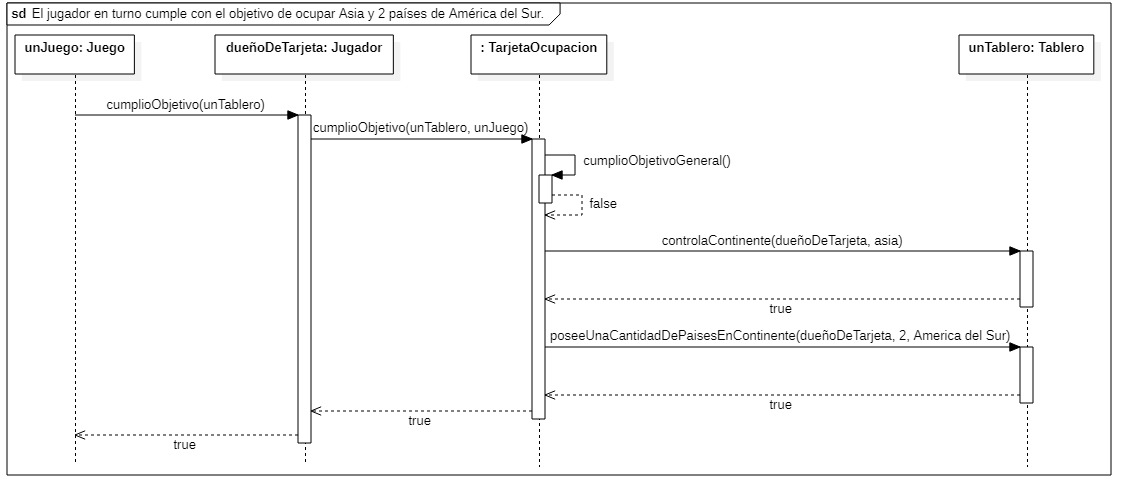 sd El jugador en turno cumple con el objetivo de ocupar Asia y 2 países de América del Sur.
unJuego: Juego
dueñoDeTarjeta: Jugador
: TarjetaOcupacion
unTablero: Tablero
cumplioObjetivo(unTablero)
cumplioObjetivo(unTablero, unJuego)
cumplioObjetivoGeneral()
false
controlaContinente(dueñoDeTarjeta, asia)
true
poseeUnaCantidadDePaisesEnContinente(dueñoDeTarjeta, 2, America del Sur)
true
true
true